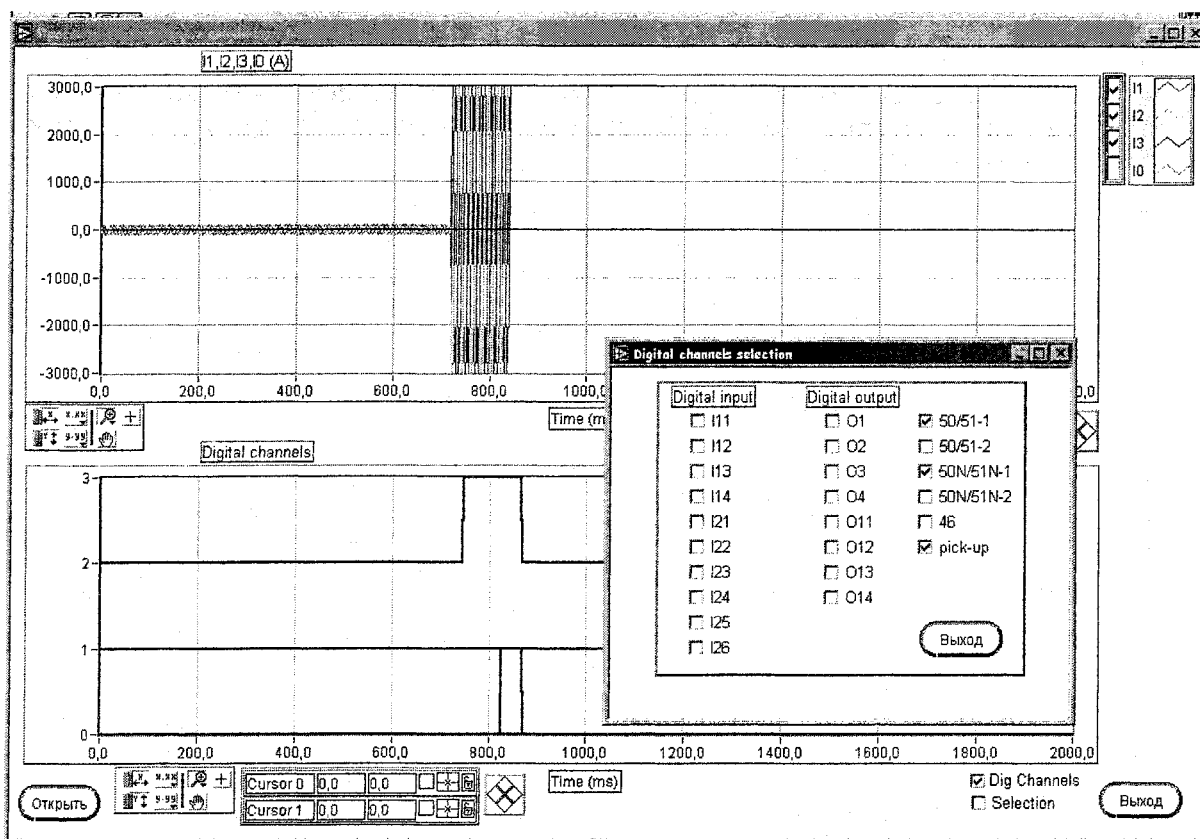 I1,I2,I3,I0 (A)
3000,0
2000,0
1000,0
0,0
-1000,0
-2000,0
-3000,0
0,0 200,0 400,0 600,0 800,0 1000,0
Time (m
I1
I2
I3
I0
Digital channels selection
Digital input
I11
I12
I13
I14
I21
I22
I23
I24
I25
I26
Digital output
O1
O2
O3
O4
O11
O12
O13
O14
50/51-1
50/51-2
50N/51N-1
50N/51N-2
46
pick-up
Выход
Digital channels
3
2
1
0
0,0 200,0 400,0 600,0 800,0 1000,0 1200,0 1400,0 1600,0 1800,0 2000,0
Time (ms)
Открыть
Cursor 0 0,0 0,0
Cursor 1 0,0 0,0
Dig Channels
Selection
Выход